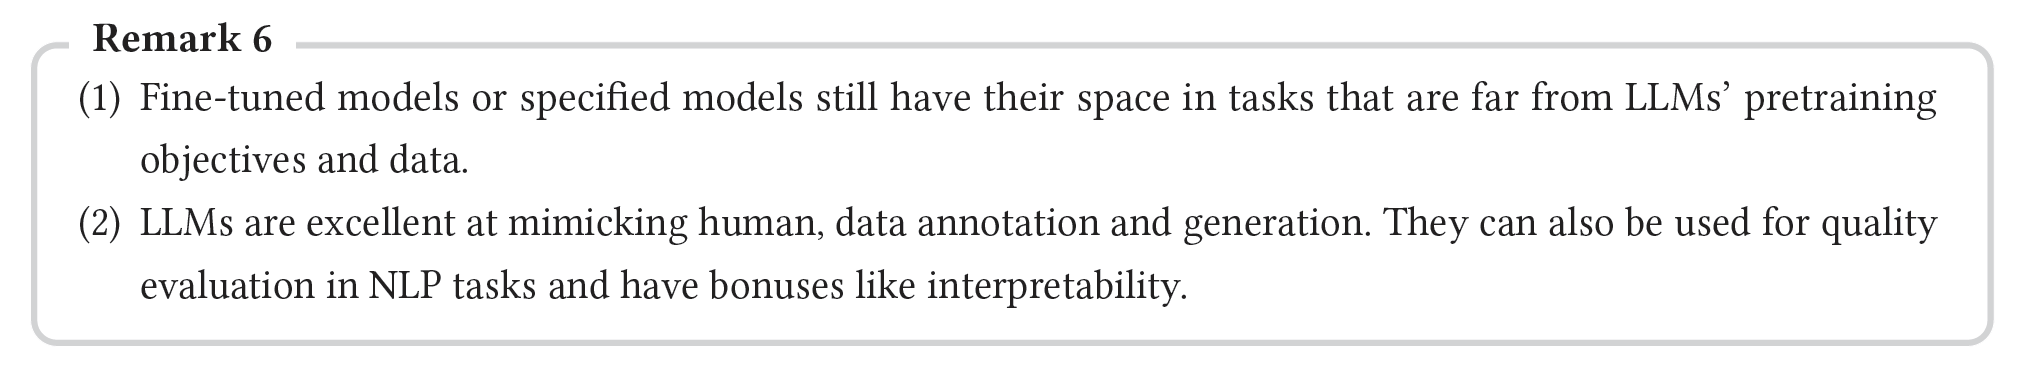 Remark 6
(1) Fine-tuned models or specified models still have their space in tasks that are far from LLMs’ pretraining
objectives and data.
(2) LLMs are excellent at mimicking human, data annotation and generation. They can also be used for quality
evaluation in NLP tasks and have bonuses like interpretability.